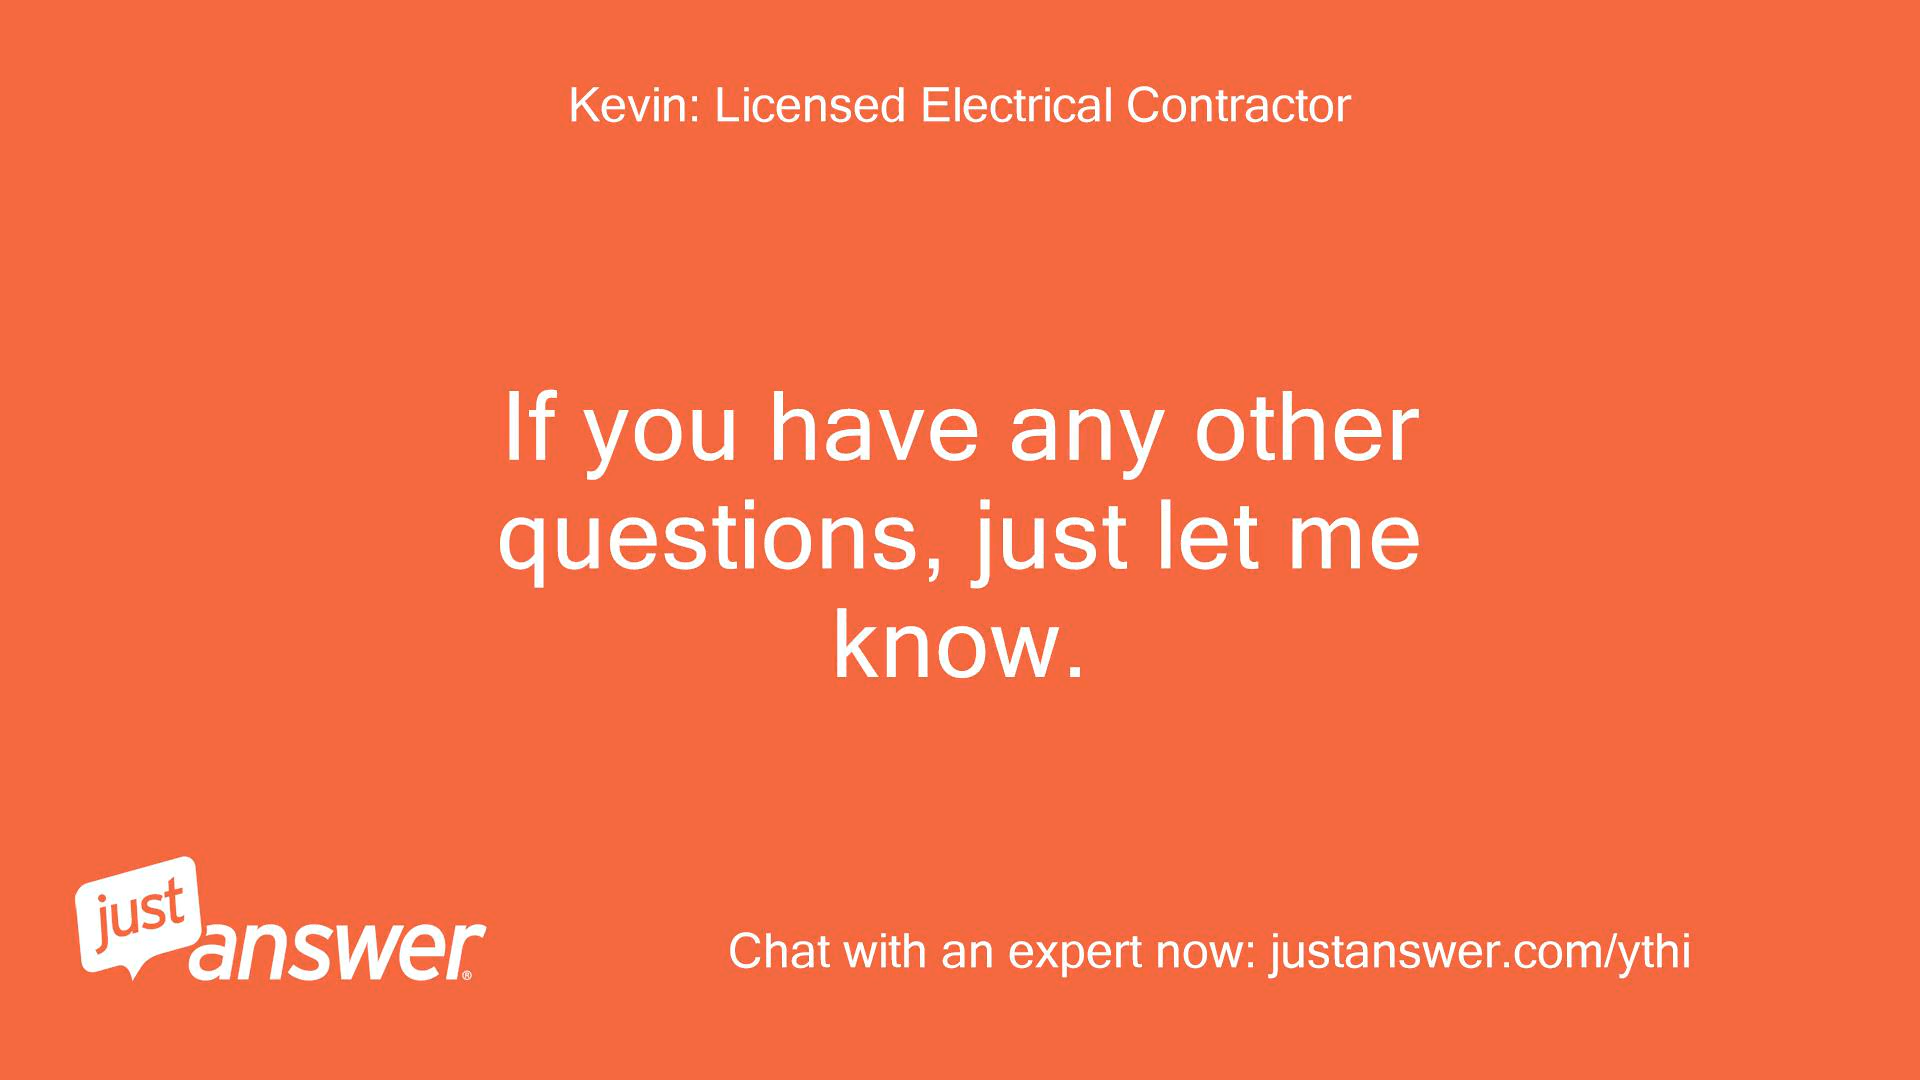 Kevin: Licensed Electrical Contractor
If you have any other
questions, just let me
know.
just
answer®
Chat with an expert now: justanswer.com/ythi